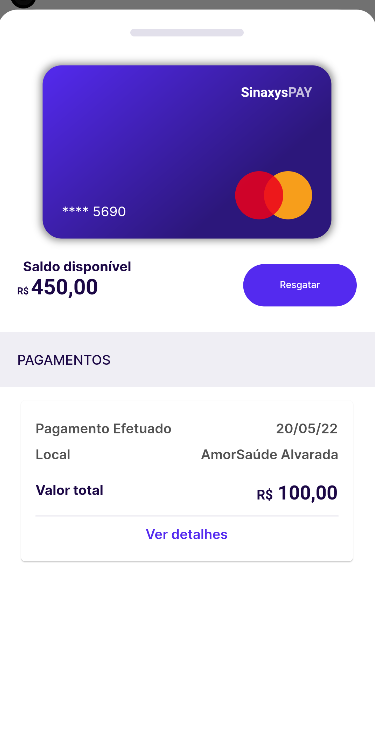 SinaxysPAY
**** 5690
Saldo disponível
R$ 450,00
Resgatar
PAGAMENTOS
Pagamento Efetuado 20/05/22
Local AmorSaúde Alvarada
Valor total R$ 100,00
Ver detalhes